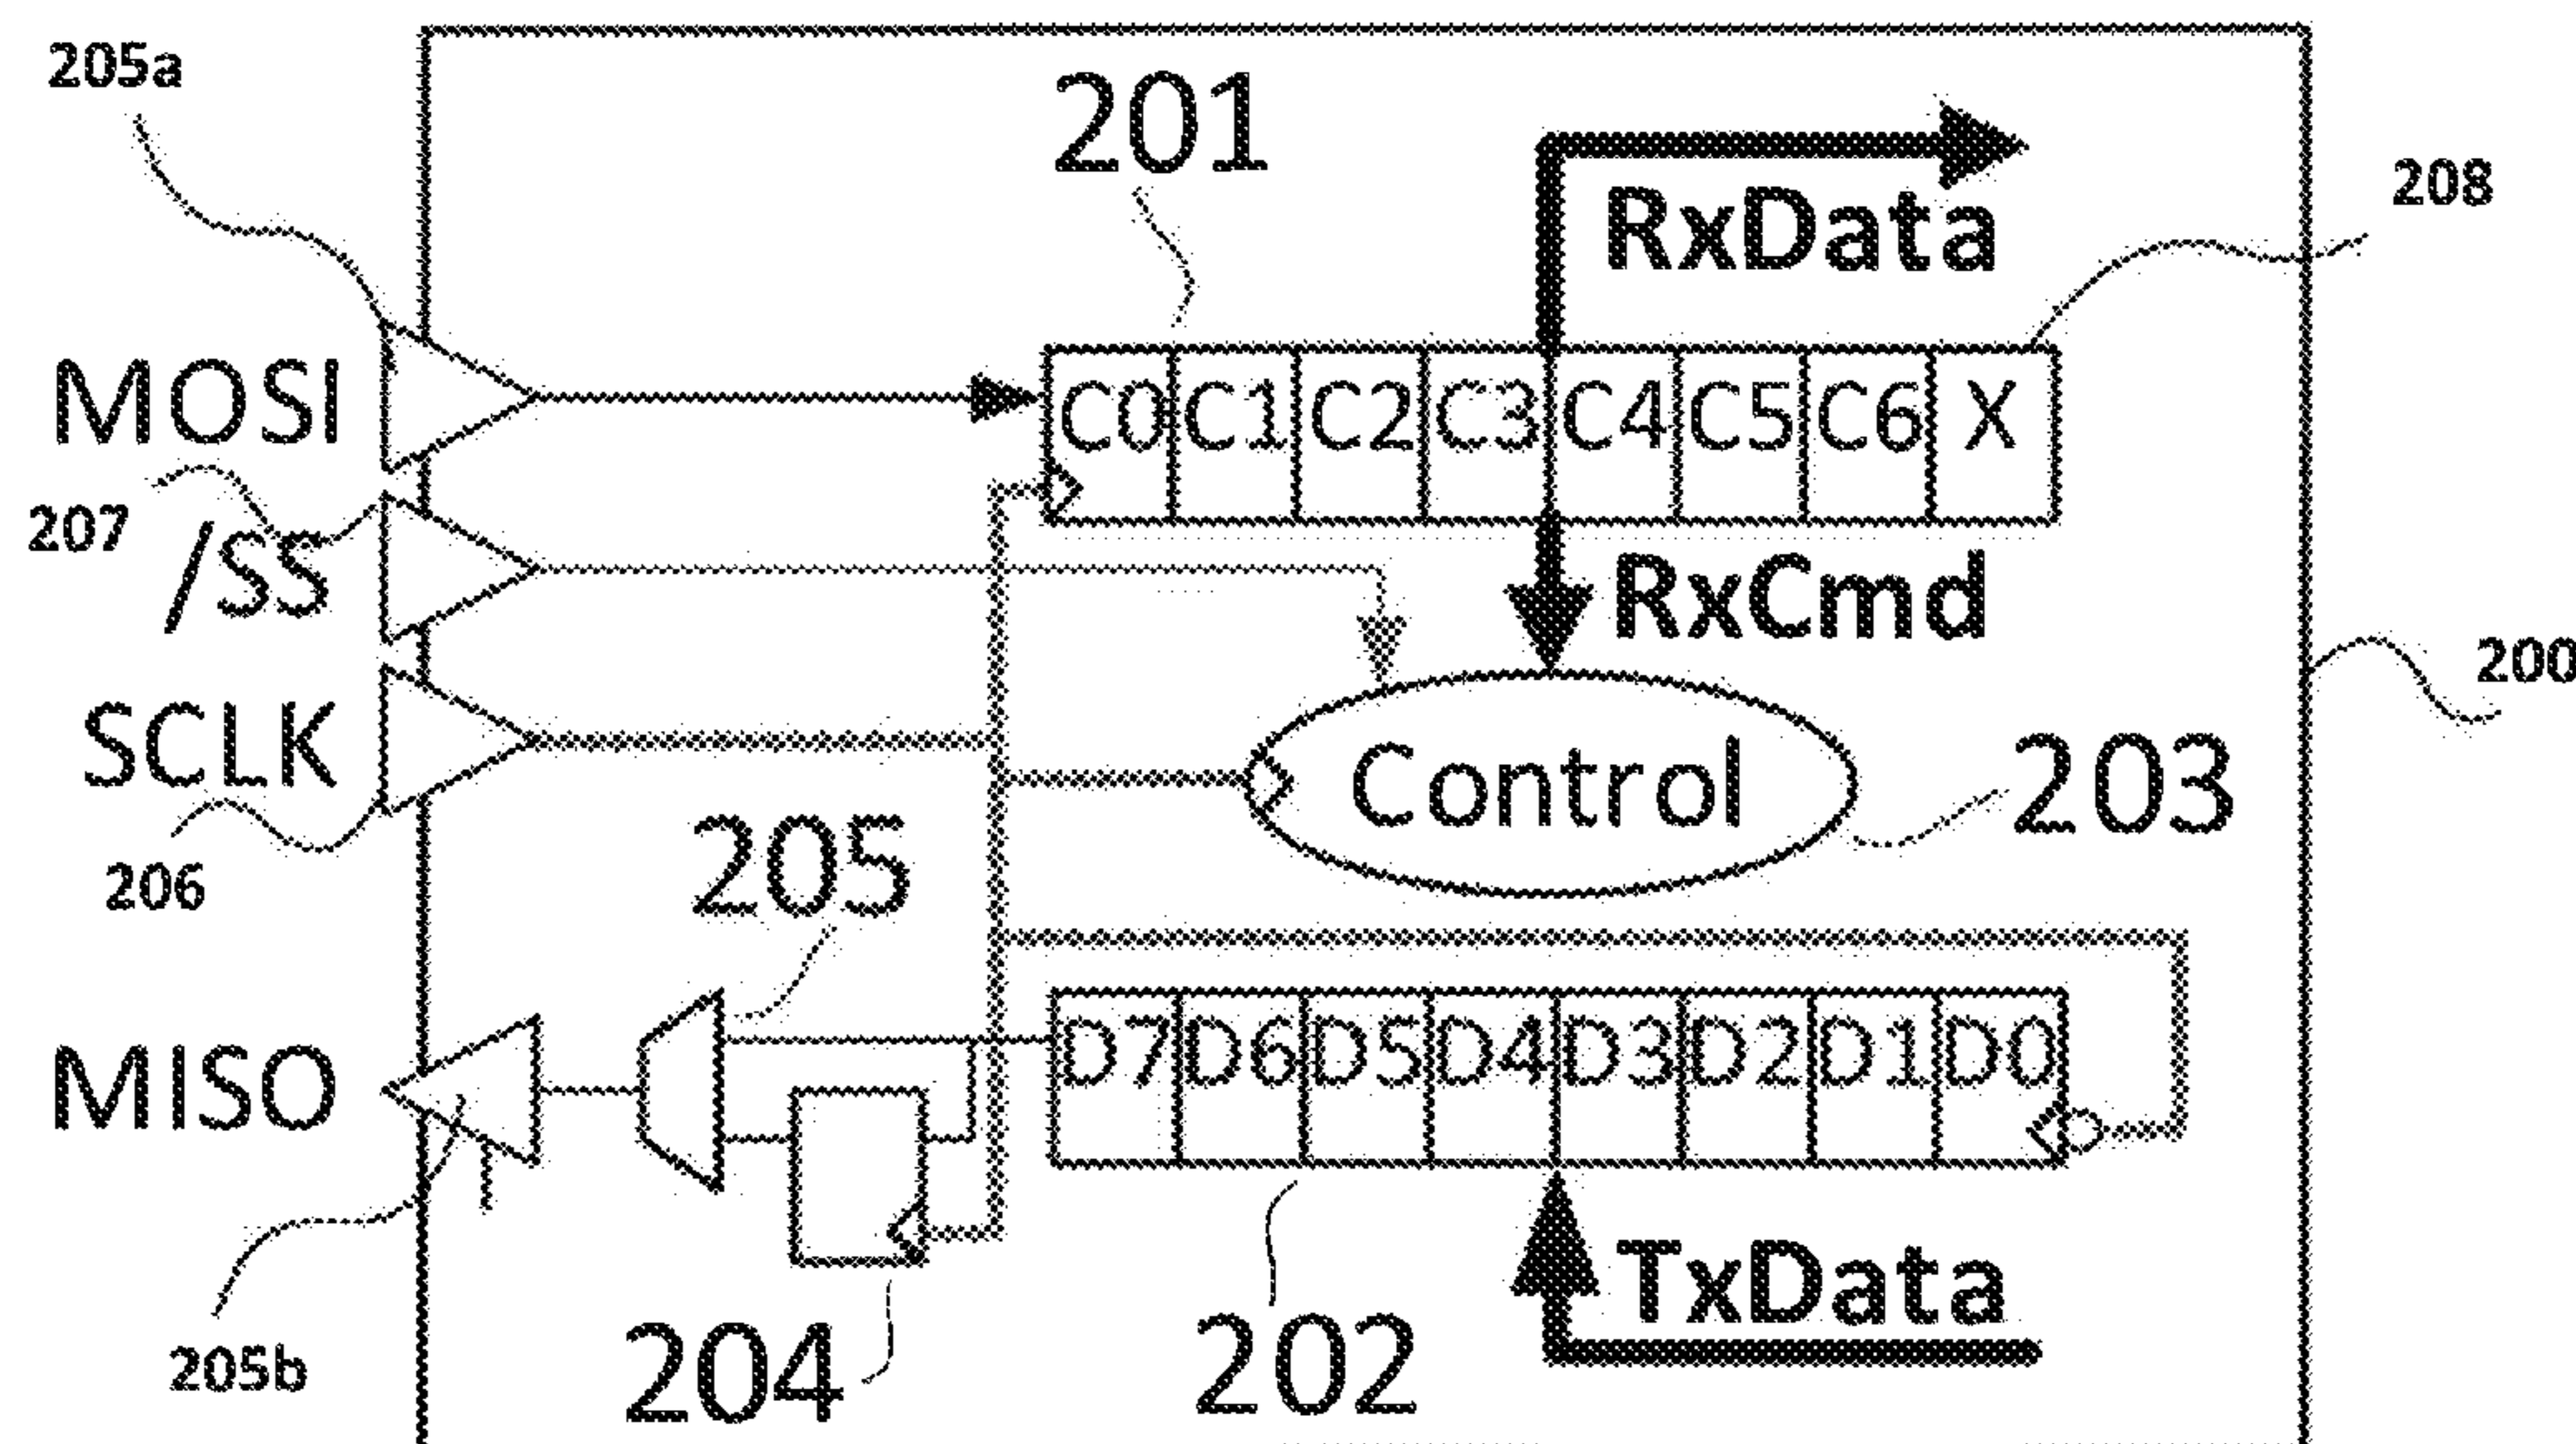 205a
201
RxData
208
MOSI
C0 C1 C2 C3 C4 C5 C6 X
207
/SS
RxCmd
200
SCLK
Control
203
206
205
MISO
D7 D6 D5 D4 D3 D2 D1 D0
TxData
205b
204
202